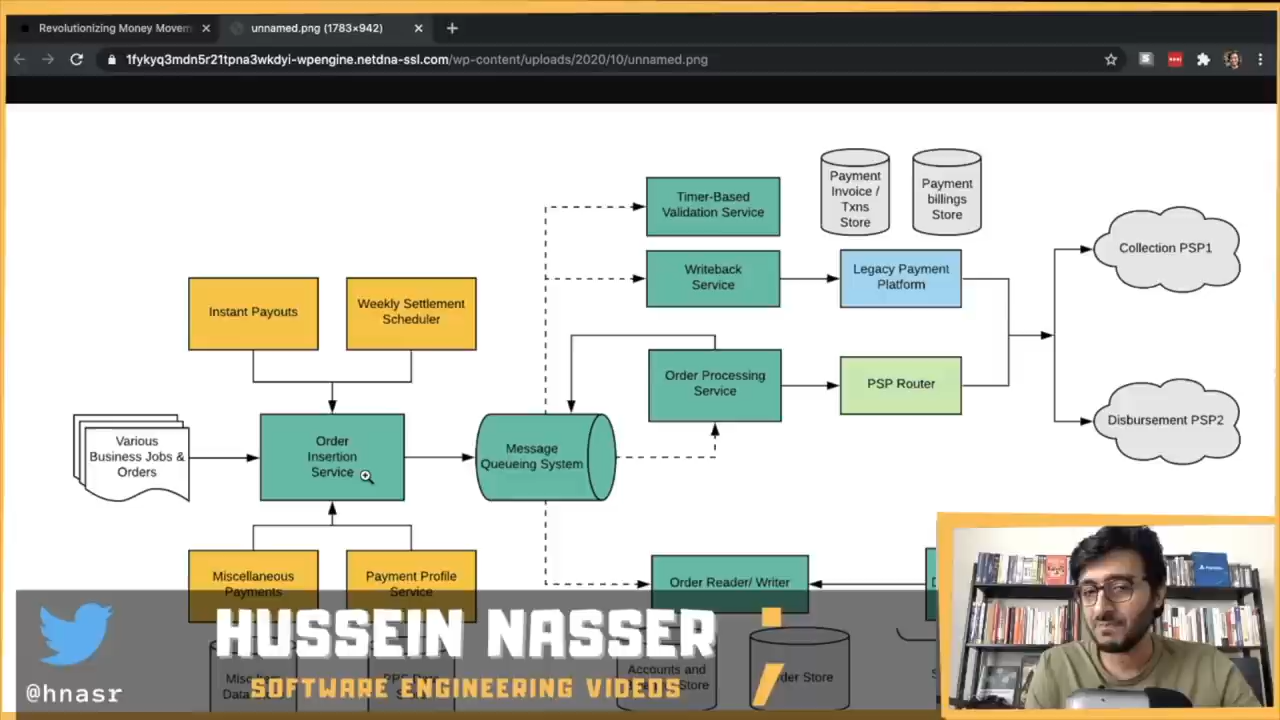 Revolutionizing Money Movem
unnamed.png (1783×942)
1fykyq3mdn5r21tpna3wkdyi-wpengine.netdna-ssl.com/wp-content/uploads/2020/10/unnamed.png
Timer-Based
Validation Service
Payment
Invoice /
Txns
Store
Payment
billings
Store
Collection PSP1
Writeback
Service
Legacy Payment
Platform
Instant Payouts
Weekly Settlement
Scheduler
Order Processing
Service
PSP Router
Disbursement PSP2
Various
Business Jobs &
Orders
Order
Insertion
Service
Message
Queueing System
Miscellaneous
Payments
Payment Profile
Service
Order Reader/ Writer
HUSSEIN NASSER
SOFTWARE ENGINEERING VIDEOS
@hnasr
Accounts and
Store
Store